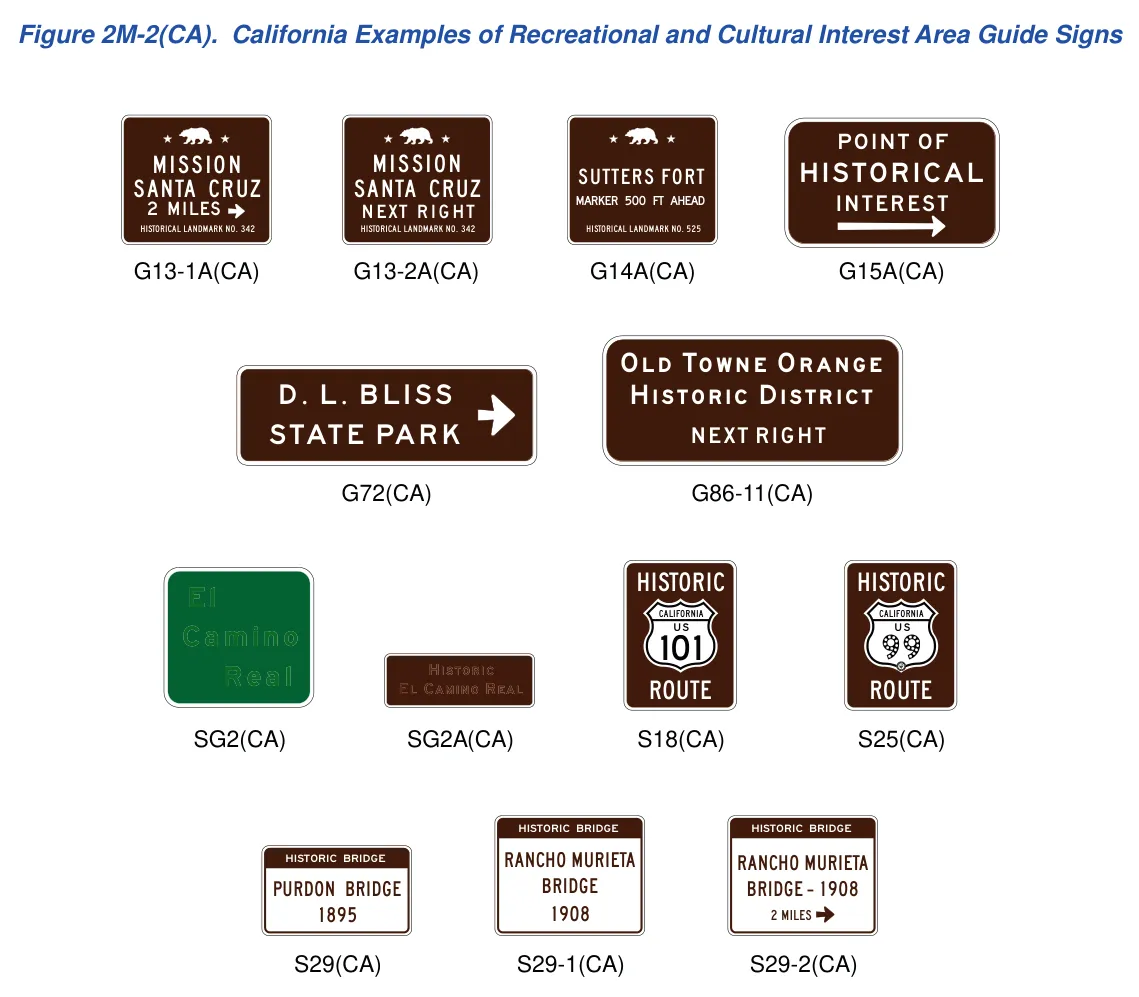 Figure 2M-2(CA). California Examples of Recreational and Cultural Interest Area Guide Signs
MISSION
SANTA CRUZ
2 MILES
HISTORICAL LANDMARK NO. 342
G13-1A(CA)
MISSION
SANTA CRUZ
NEXT RIGHT
HISTORICAL LANDMARK NO. 342
G13-2A(CA)
SUTTERS FORT
MARKER 500 FT AHEAD
HISTORICAL LANDMARK NO. 525
G14A(CA)
POINT OF
HISTORICAL
INTEREST
G15A(CA)
D. L. BLISS
STATE PARK
G72(CA)
OLD TOWNE ORANGE
HISTORIC DISTRICT
NEXT RIGHT
G86-11(CA)
El
Camino
Real
SG2(CA)
HISTORIC
EL CAMINO REAL
SG2A(CA)
HISTORIC
CALIFORNIA
US
101
ROUTE
S18(CA)
HISTORIC
CALIFORNIA
US
99
ROUTE
S25(CA)
HISTORIC BRIDGE
PURDON BRIDGE
1895
S29(CA)
HISTORIC BRIDGE
RANCHO MURIETA
BRIDGE
1908
S29-1(CA)
HISTORIC BRIDGE
RANCHO MURIETA
BRIDGE - 1908
2 MILES
S29-2(CA)